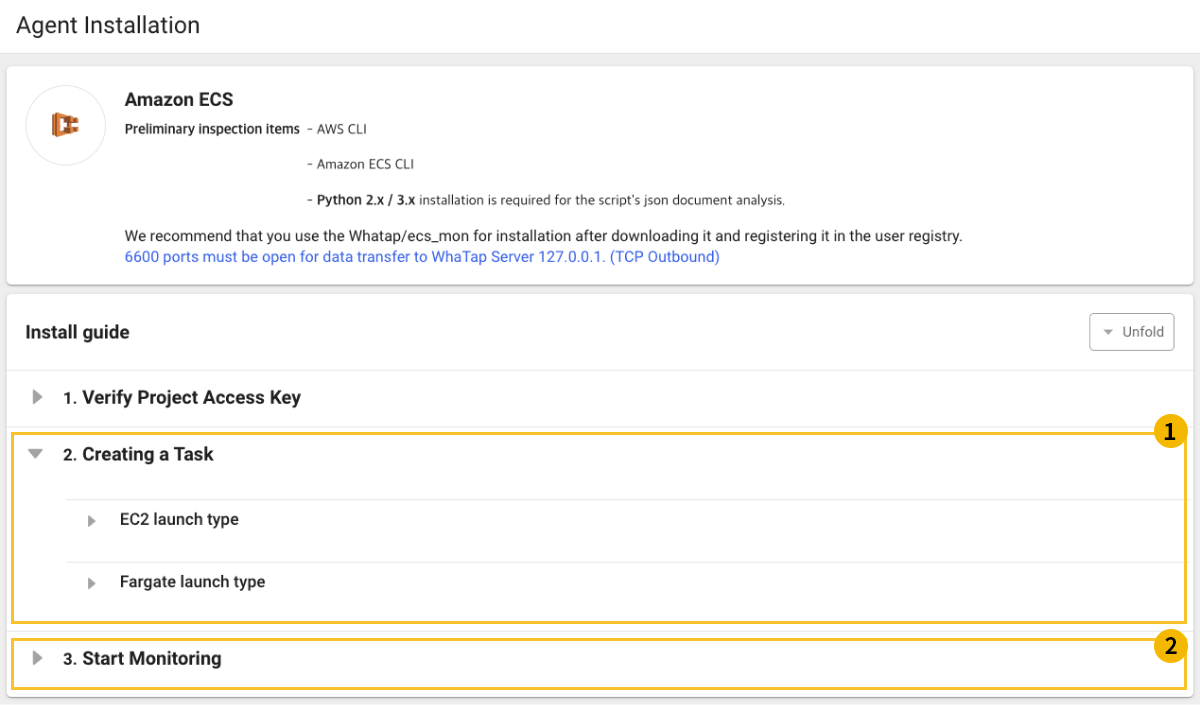 Agent Installation
Amazon ECS
Preliminary inspection items - AWS CLI
- Amazon ECS CLI
- Python 2.x / 3.x installation is required for the script's json document analysis.
We recommend that you use the Whatap/ecs_mon for installation after downloading it and registering it in the user registry.
6600 ports must be open for data transfer to WhaTap Server 127.0.0.1. (TCP Outbound)
Install guide
Unfold
1. Verify Project Access Key
1
2. Creating a Task
EC2 launch type
Fargate launch type
2
3. Start Monitoring